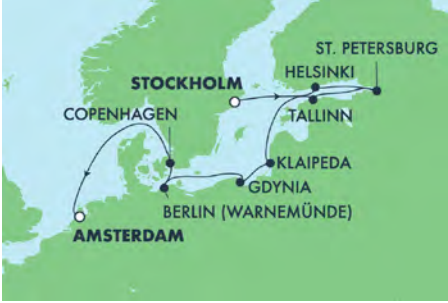 ST. PETERSBURG
HELSINKI
STOCKHOLM
COPENHAGEN
TALLINN
KLAIPEDA
GDYNIA
BERLIN (WARNEMÜNDE)
AMSTERDAM